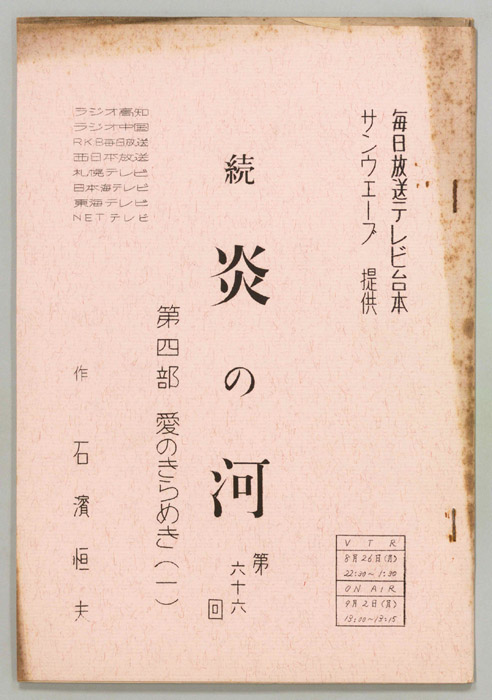 毎日放送テレビ台本
サンウエーブ 提供
続 炎の河
第六十六回
第四部 愛のきらめき(一)
作 石濱恒夫
ラジオ高知
ラジオ中国
RKB毎日放送
西日本放送
札幌テレビ
日本海テレビ
東海テレビ
NETテレビ
VTR
8月26日(月)
22:30〜1:30
ON AIR
9月2日(月)
13:00〜13:15